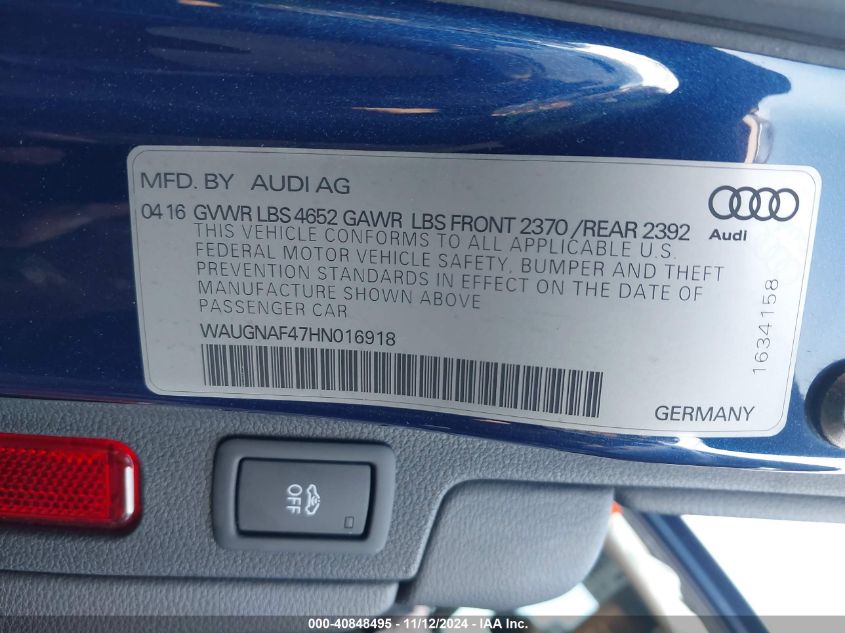 MFD. BY AUDI AG
04 16 GVWR LBS 4652 GAWR LBS FRONT 2370 /REAR 2392
THIS VEHICLE CONFORMS TO ALL APPLICABLE U.S.
FEDERAL MOTOR VEHICLE SAFETY, BUMPER AND THEFT
PREVENTION STANDARDS IN EFFECT ON THE DATE OF
MANUFACTURE SHOWN ABOVE
PASSENGER CAR
WAUGNAF47HN016918
Audi
1634158
GERMANY
OFF
000-40848495 - 11/12/2024 - IAA Inc.